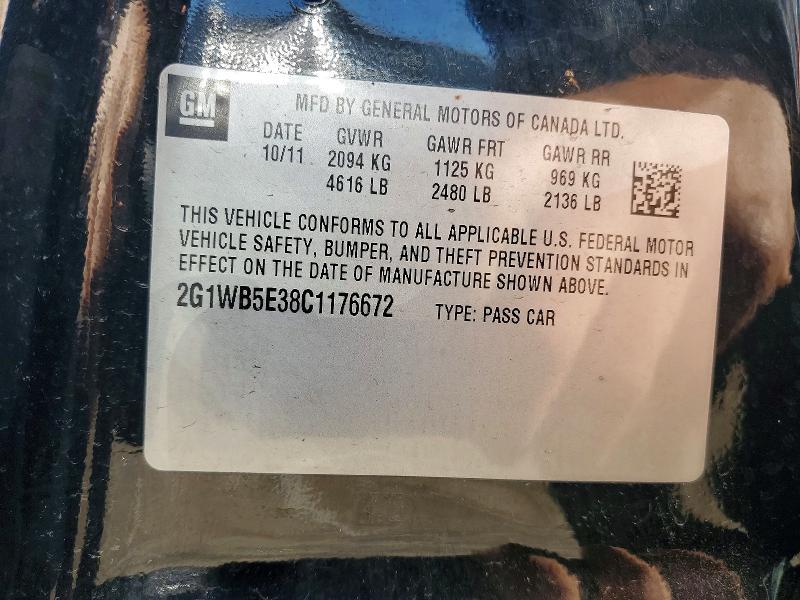 GM
MFD BY GENERAL MOTORS OF CANADA LTD.
DATE GVWR GAWR FRT GAWR RR
10/11 2094 KG 1125 KG 969 KG
4616 LB 2480 LB 2136 LB
THIS VEHICLE CONFORMS TO ALL APPLICABLE U.S. FEDERAL MOTOR
VEHICLE SAFETY, BUMPER, AND THEFT PREVENTION STANDARDS IN
EFFECT ON THE DATE OF MANUFACTURE SHOWN ABOVE.
2G1WB5E38C1176672 TYPE: PASS CAR